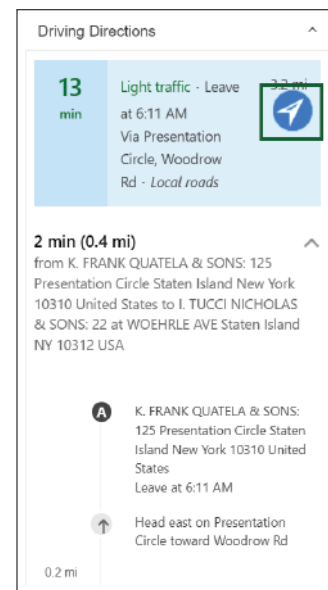 Driving Directions
13
min
Light traffic - Leave
3.2 mi
at 6:11 AM
Via Presentation
Circle, Woodrow
Rd - Local roads
2 min (0.4 mi)
from K. FRANK QUATELA & SONS: 125
Presentation Circle Staten Island New York
10310 United States to I. TUCCI NICHOLAS
& SONS: 22 at WOEHRLE AVE Staten Island
NY 10312 USA
A
K. FRANK QUATELA & SONS:
125 Presentation Circle Staten
Island New York 10310 United
States
Leave at 6:11 AM
Head east on Presentation
Circle toward Woodrow Rd
0.2 mi